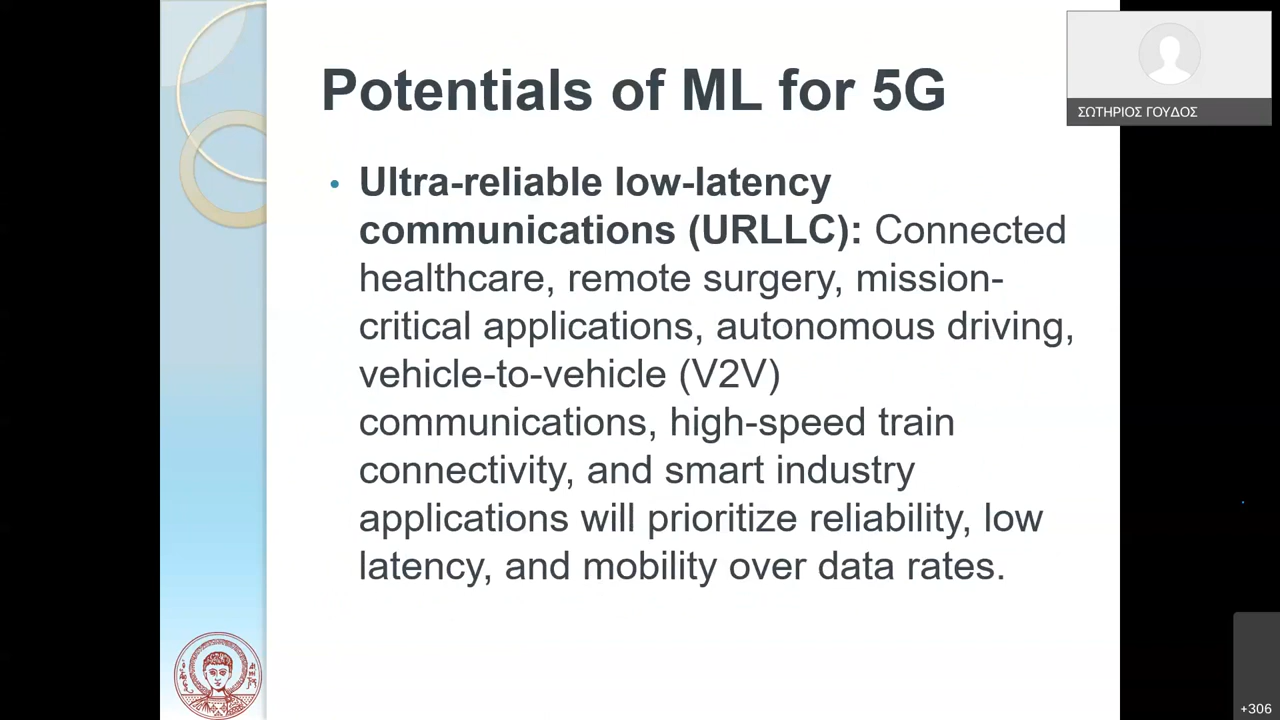 Potentials of ML for 5G
• Ultra-reliable low-latency
communications (URLLC): Connected
healthcare, remote surgery, mission-
critical applications, autonomous driving,
vehicle-to-vehicle (V2V)
communications, high-speed train
connectivity, and smart industry
applications will prioritize reliability, low
latency, and mobility over data rates.
ΣΩΤΗΡΙΟΣ ΓΟΥΔΟΣ
+306